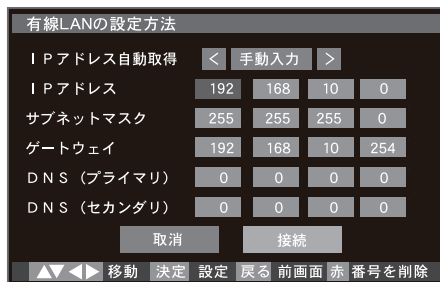 有線LANの設定方法
ＩＰアドレス自動取得 < 手動入力 >
ＩＰアドレス 192 168 10 0
サブネットマスク 255 255 255 0
ゲートウェイ 192 168 10 254
ＤＮＳ（プライマリ） 0 0 0 0
ＤＮＳ（セカンダリ） 0 0 0 0
取消 接続
▲▼◀▶ 移動 決定 設定 戻る 前画面 赤 番号を削除